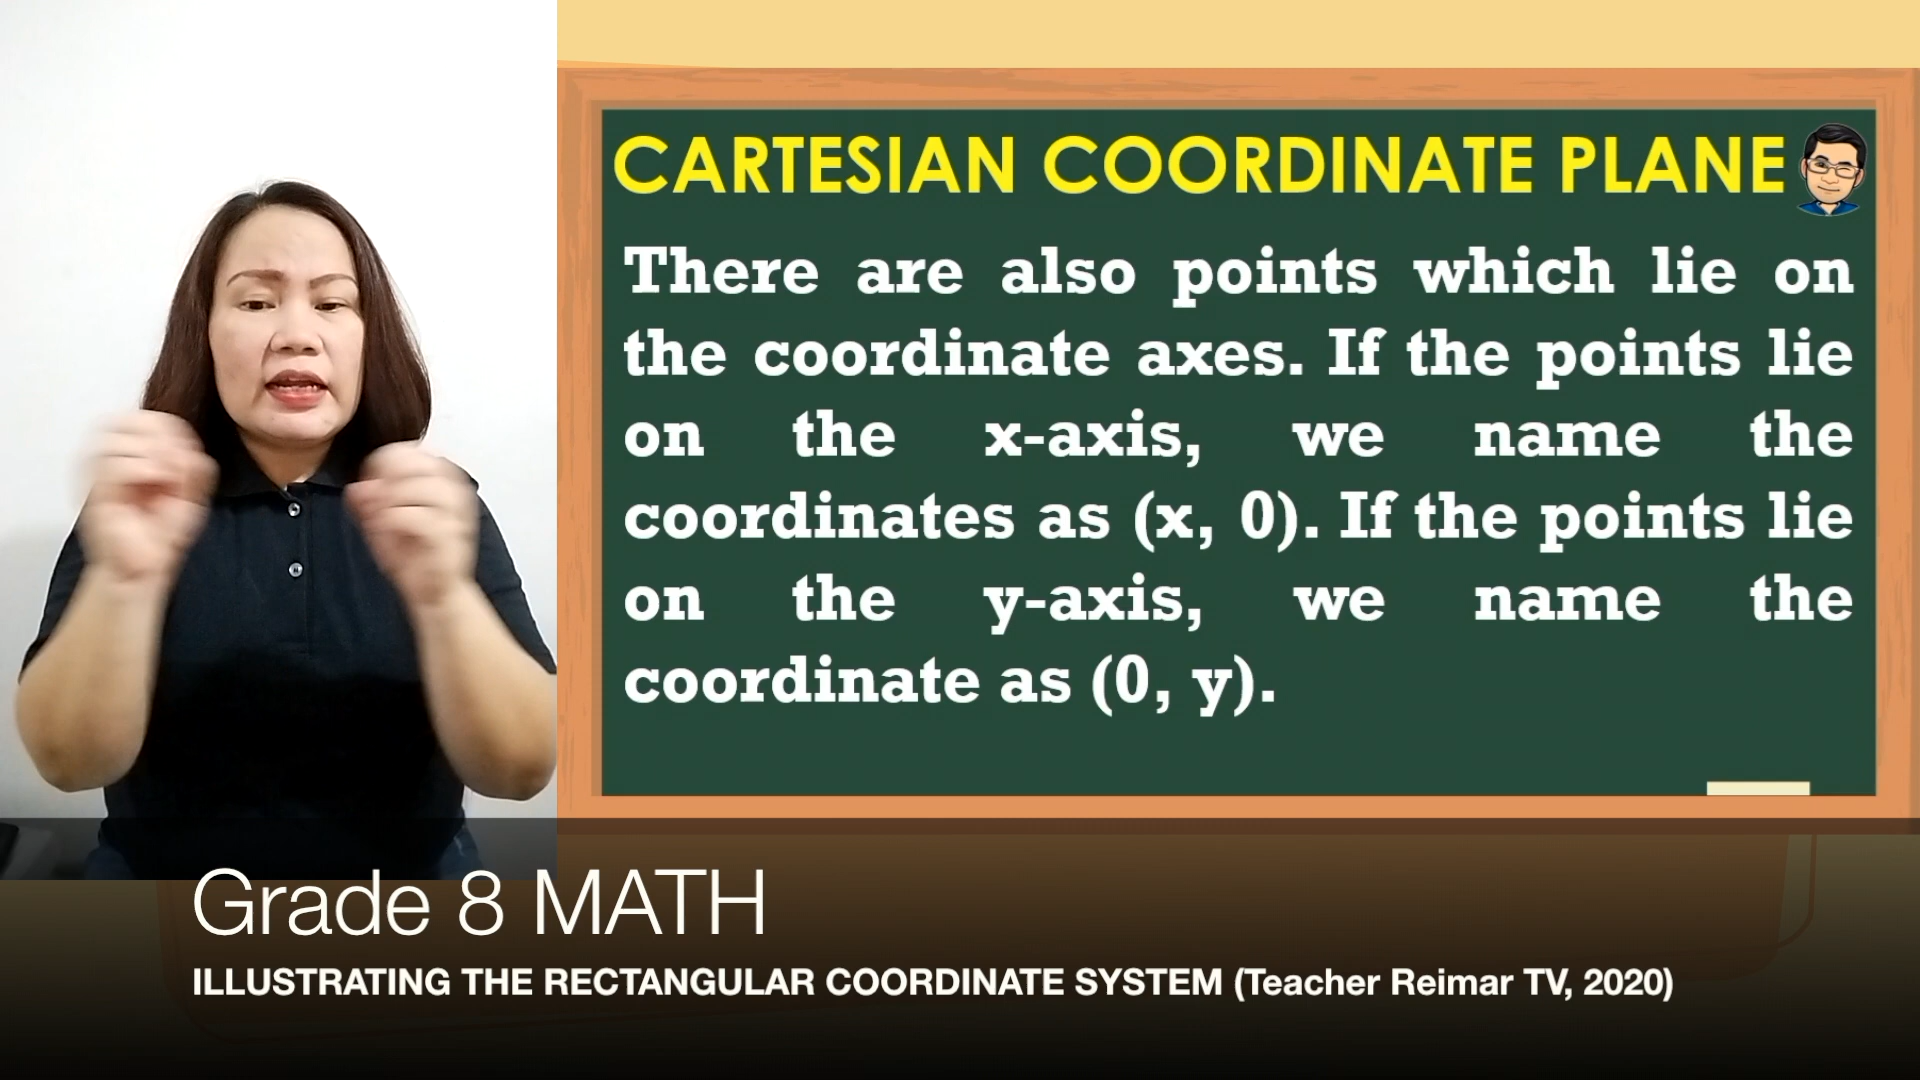 CARTESIAN COORDINATE PLANE
There are also points which lie on
the coordinate axes. If the points lie
on the x-axis, we name the
coordinates as (x, 0). If the points lie
on the y-axis, we name the
coordinate as (0, y).
Grade 8 MATH
ILLUSTRATING THE RECTANGULAR COORDINATE SYSTEM (Teacher Reimar TV, 2020)